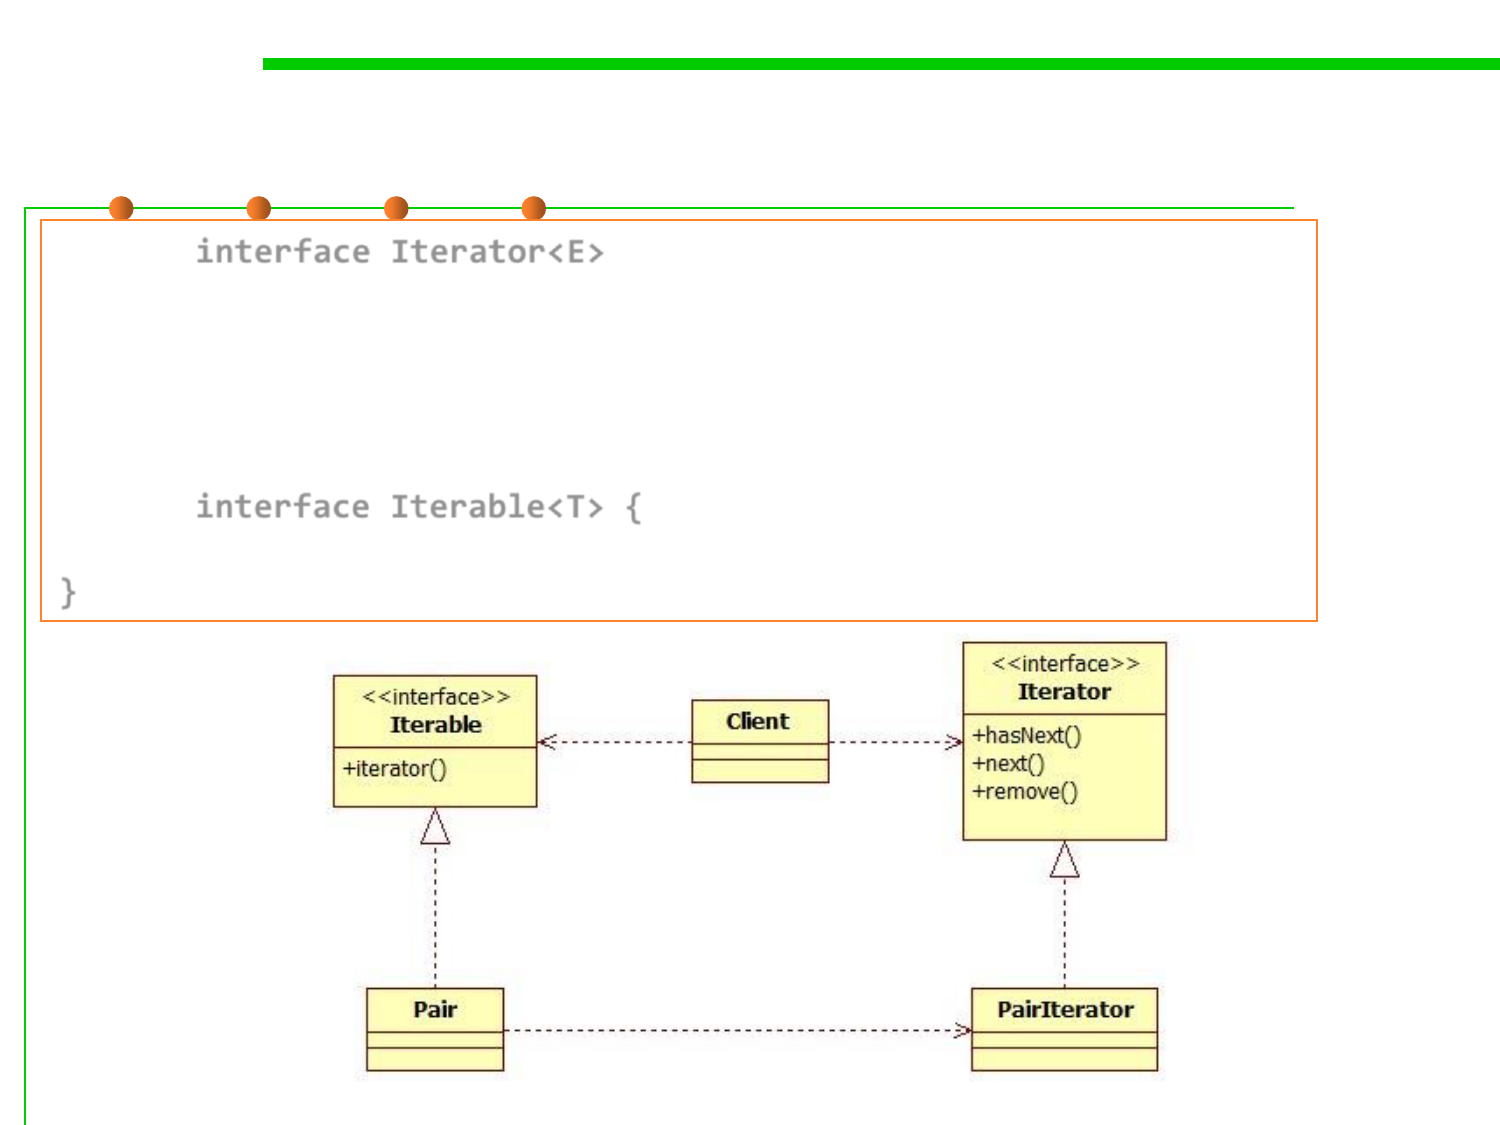 interface Iterator<E>
interface Iterable<T> {
}
<<interface>>
Iterable
+iterator()
Client
<<interface>>
Iterator
+hasNext()
+next()
+remove()
Pair
PairIterator